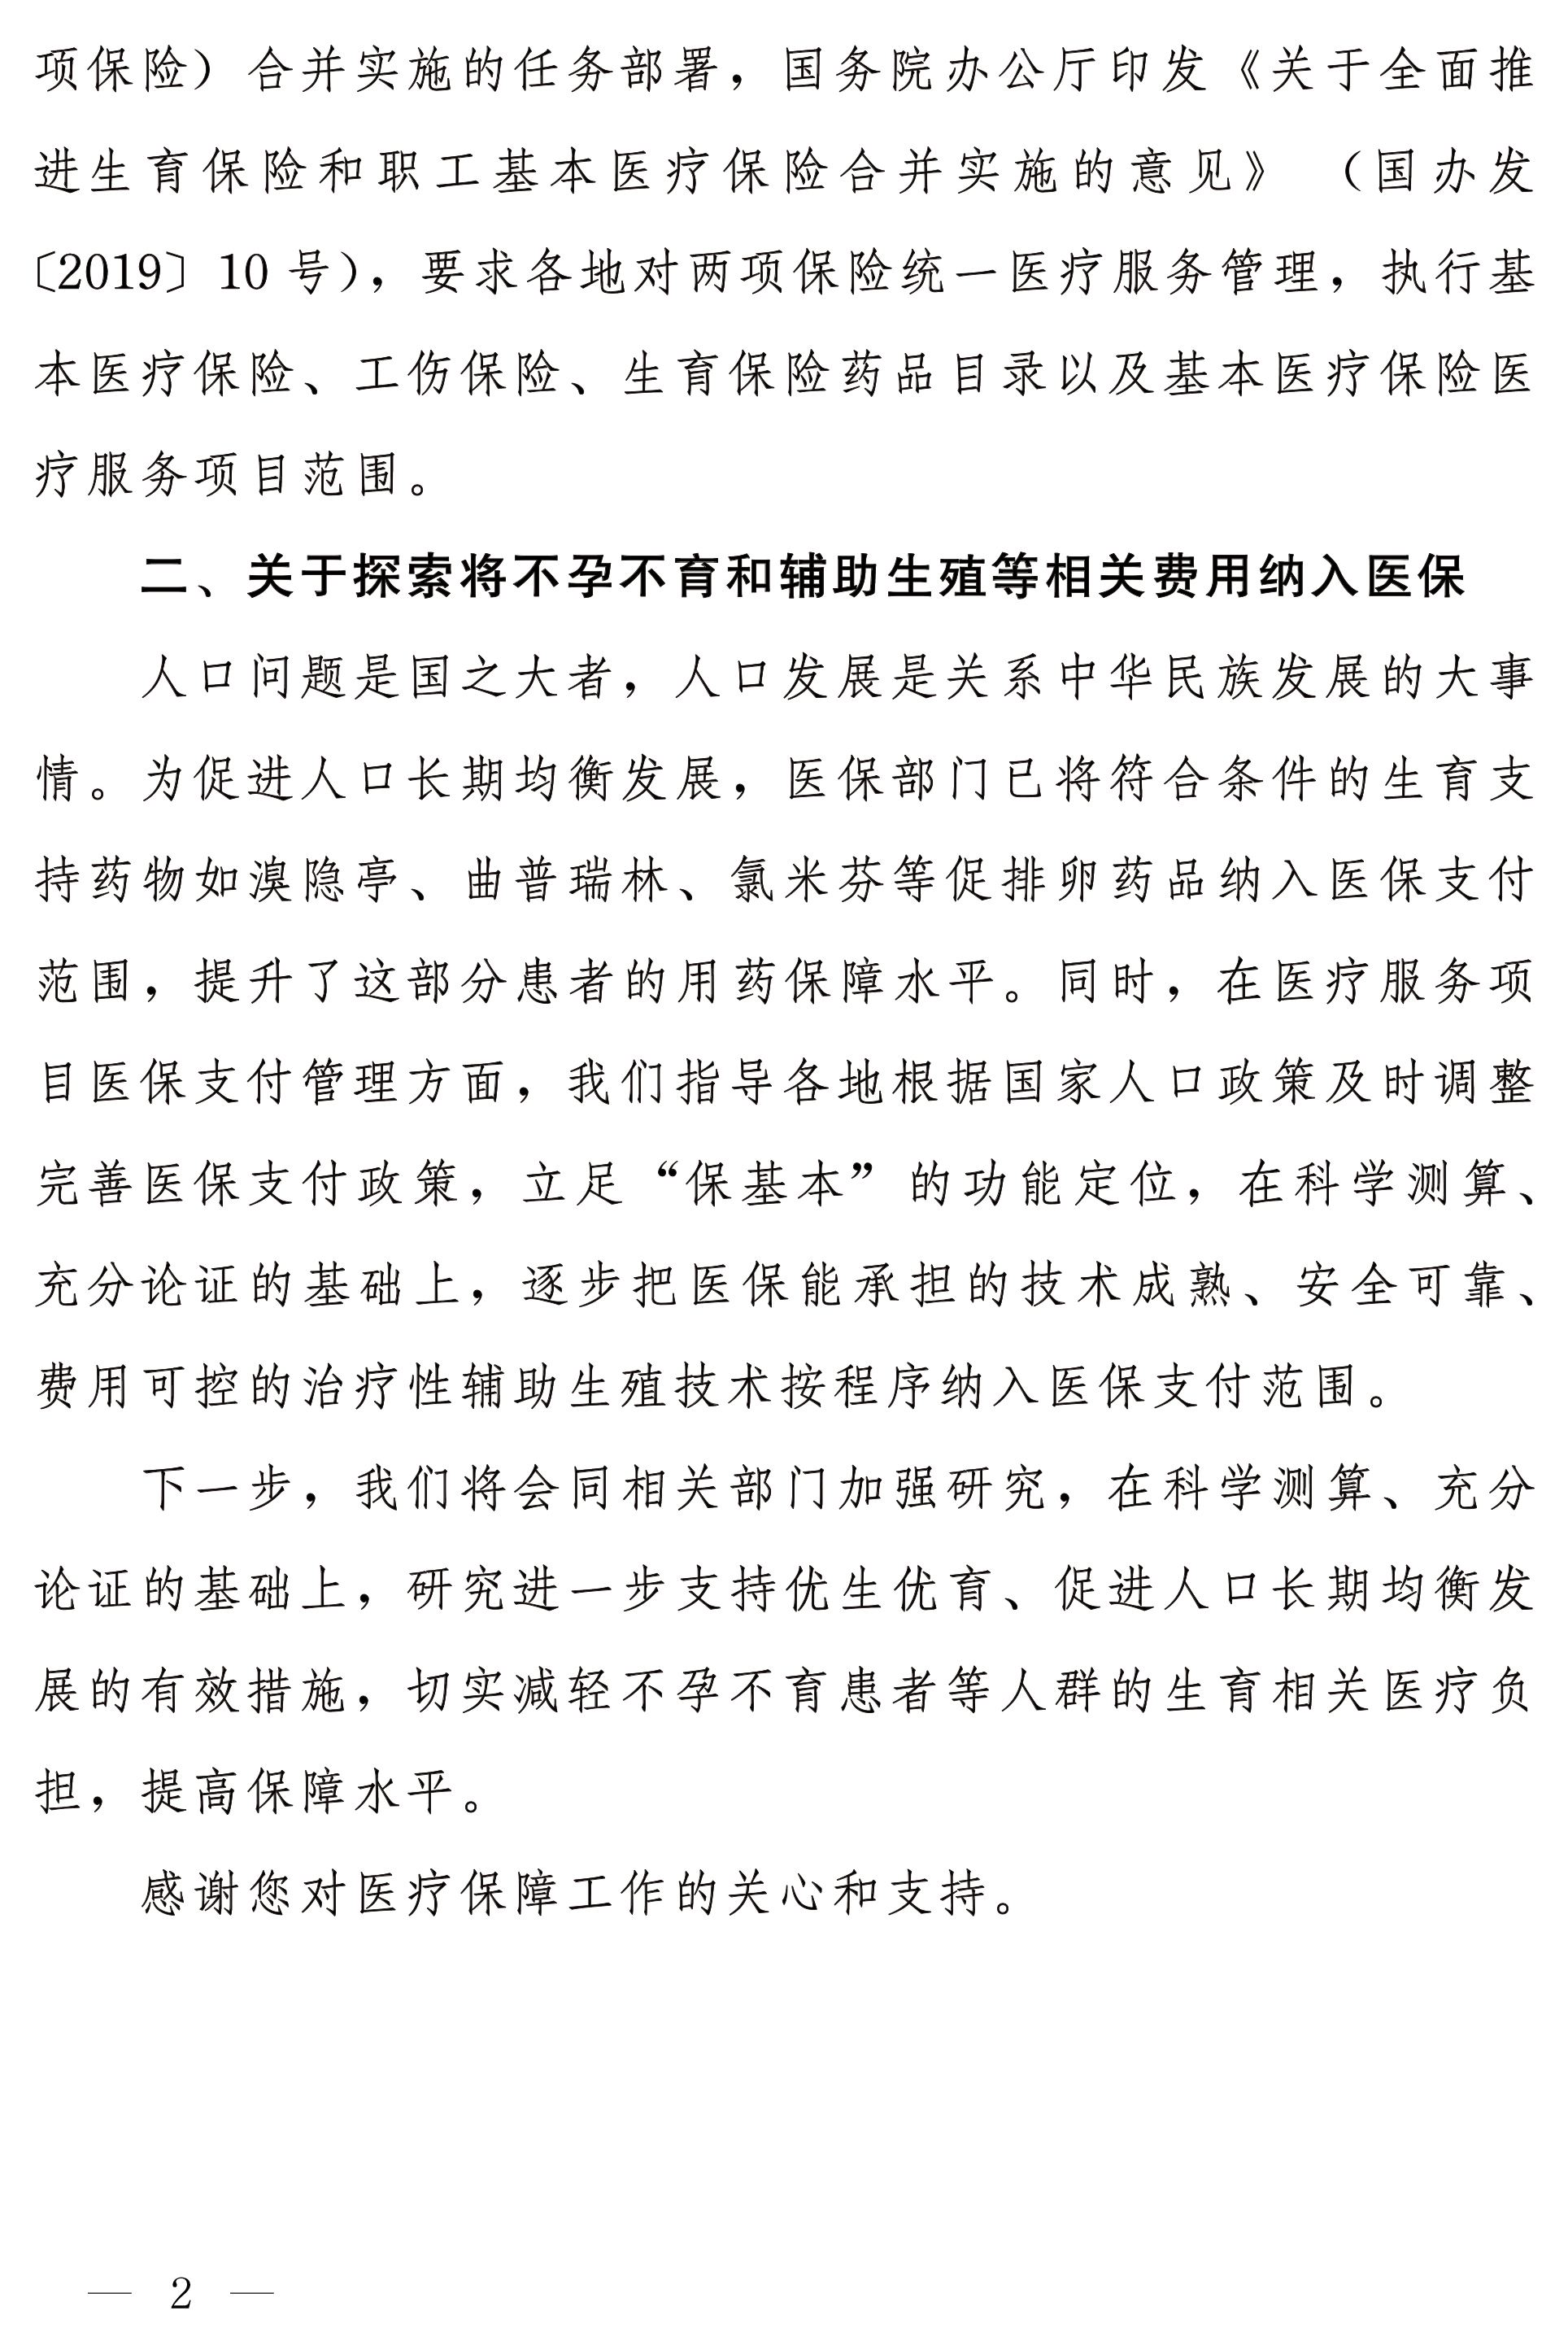 项保险）合并实施的任务部署，国务院办公厅印发《关于全面推
进生育保险和职工基本医疗保险合并实施的意见》（国办发
〔2019〕10 号），要求各地对两项保险统一医疗服务管理，执行基
本医疗保险、工伤保险、生育保险药品目录以及基本医疗保险医
疗服务项目范围。
二、关于探索将不孕不育和辅助生殖等相关费用纳入医保
人口问题是国之大者，人口发展是关系中华民族发展的大事
情。为促进人口长期均衡发展，医保部门已将符合条件的生育支
持药物如溴隐亭、曲普瑞林、氯米芬等促排卵药品纳入医保支付
范围，提升了这部分患者的用药保障水平。同时，在医疗服务项
目医保支付管理方面，我们指导各地根据国家人口政策及时调整
完善医保支付政策，立足“保基本”的功能定位，在科学测算、
充分论证的基础上，逐步把医保能承担的技术成熟、安全可靠、
费用可控的治疗性辅助生殖技术按程序纳入医保支付范围。
下一步，我们将会同相关部门加强研究，在科学测算、充分
论证的基础上，研究进一步支持优生优育、促进人口长期均衡发
展的有效措施，切实减轻不孕不育患者等人群的生育相关医疗负
担，提高保障水平。
感谢您对医疗保障工作的关心和支持。
— 2 —